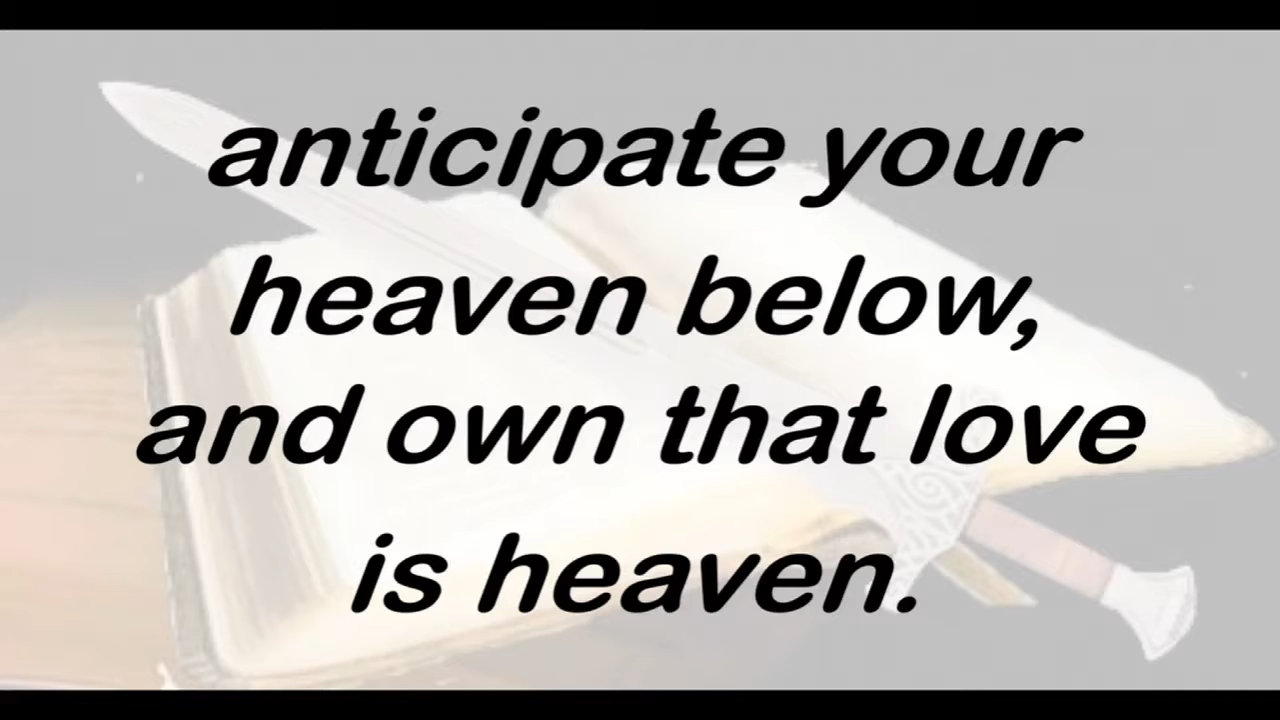 anticipate your
heaven below,
and own that love
is heaven.